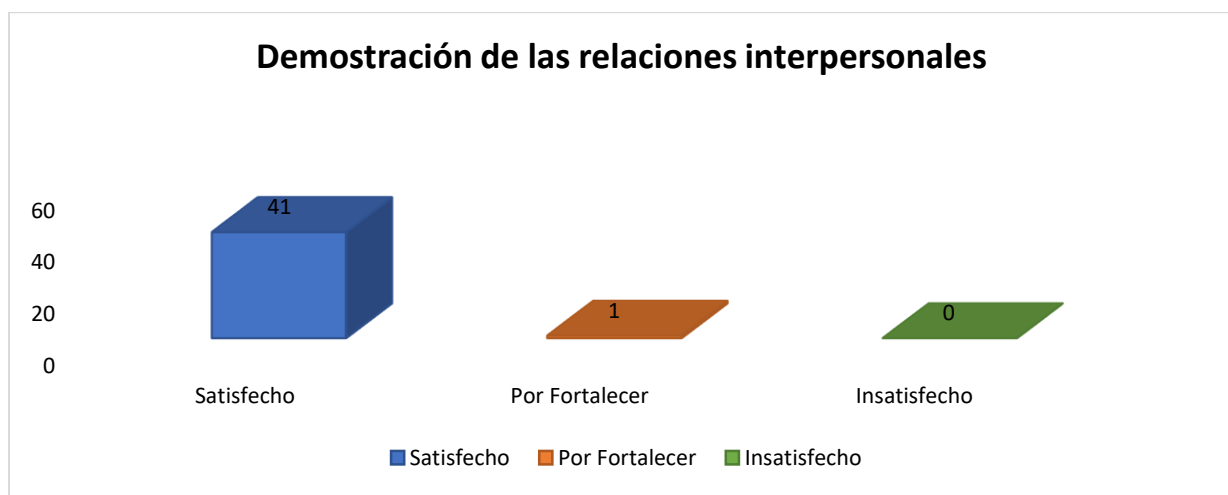 Demostración de las relaciones interpersonales
60
40
20
0
41
1
0
Satisfecho Por Fortalecer Insatisfecho
Satisfecho Por Fortalecer Insatisfecho